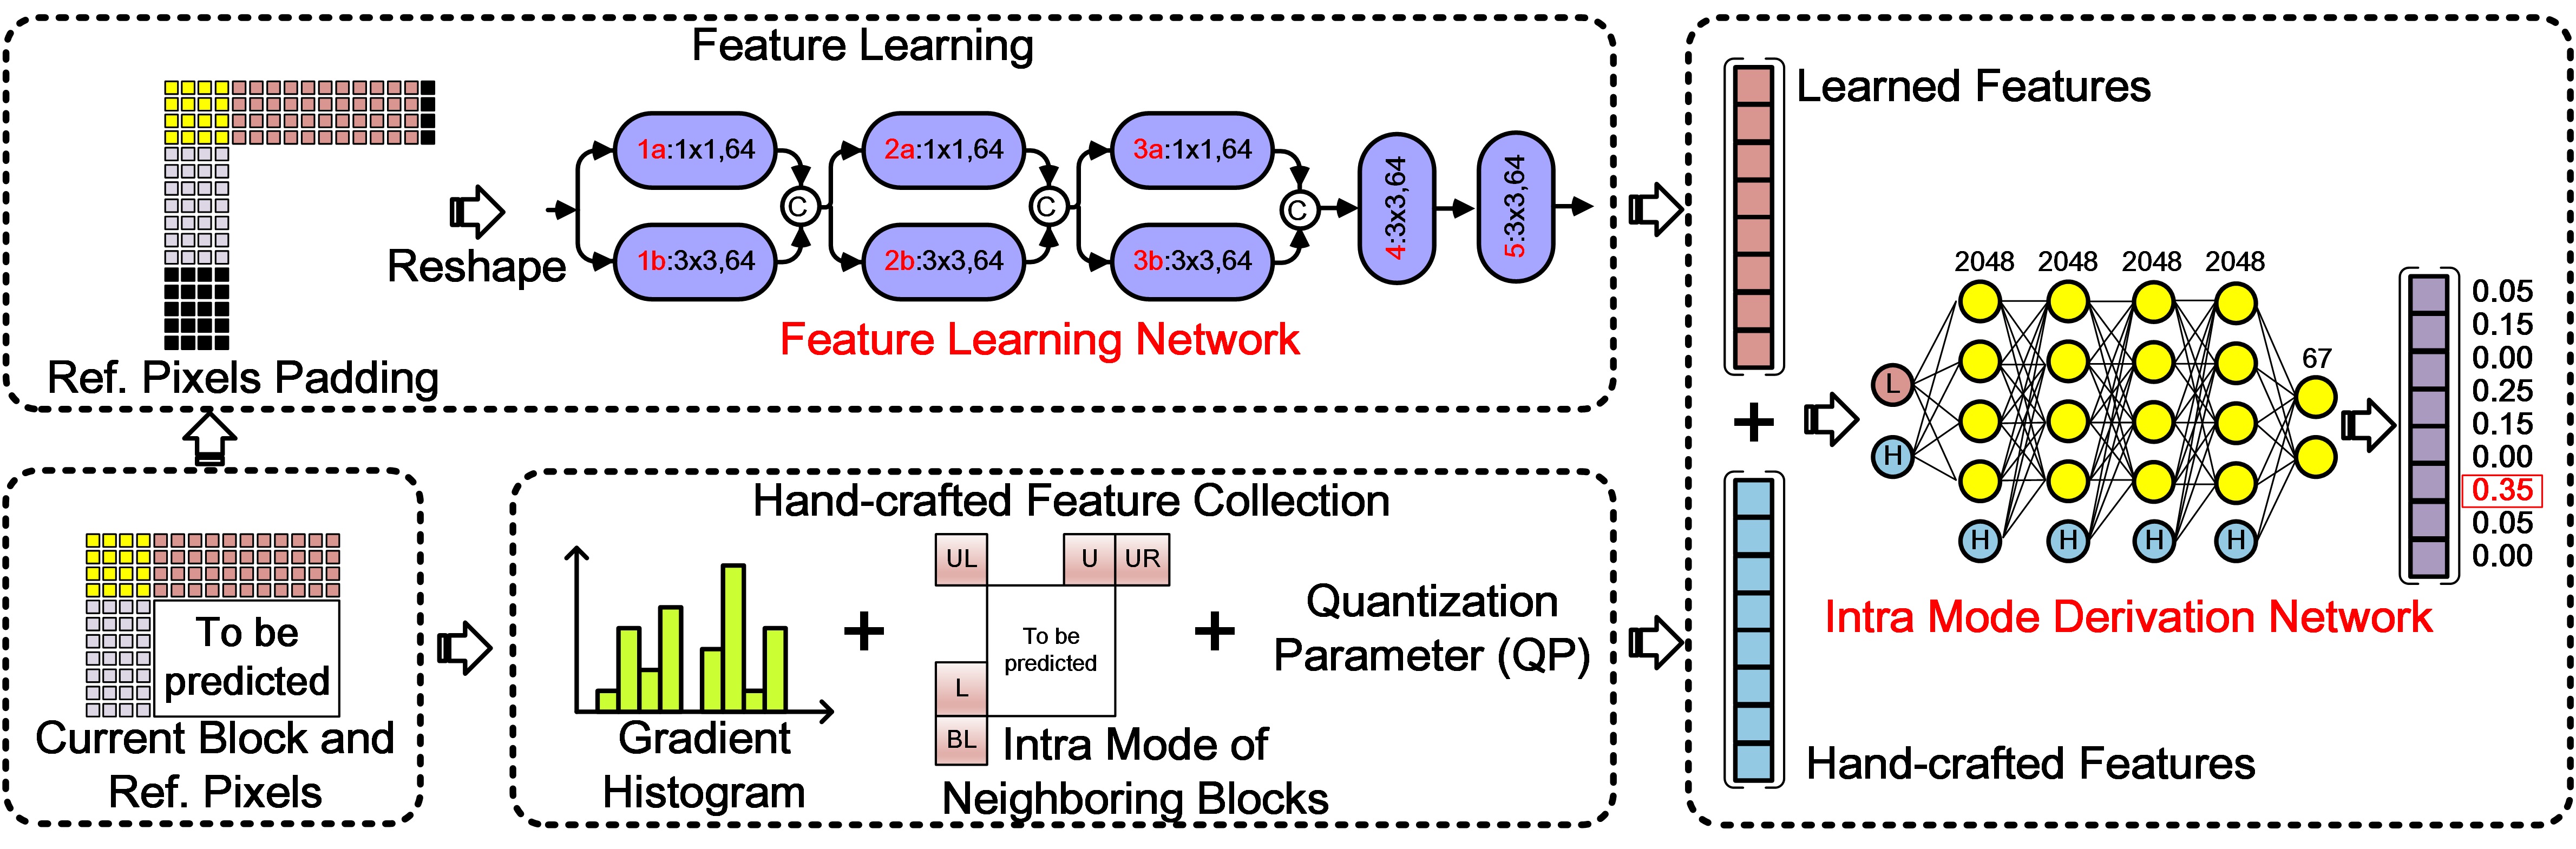 Feature Learning
1a:1x1,64
2a:1x1,64
3a:1x1,64
C
C
C
4:3x3,64
5:3x3,64
1b:3x3,64
2b:3x3,64
3b:3x3,64
Reshape
Feature Learning Network
Ref. Pixels Padding
To be
predicted
Current Block and
Ref. Pixels
Hand-crafted Feature Collection
Gradient
Histogram
+
UL
U
UR
To be
predicted
L
BL
Intra Mode of
Neighboring Blocks
+
Quantization
Parameter (QP)
Learned Features
+
Hand-crafted Features
2048
2048
2048
2048
67
L
H
H
H
H
H
Intra Mode Derivation Network
0.05
0.15
0.00
0.25
0.15
0.00
0.35
0.05
0.00